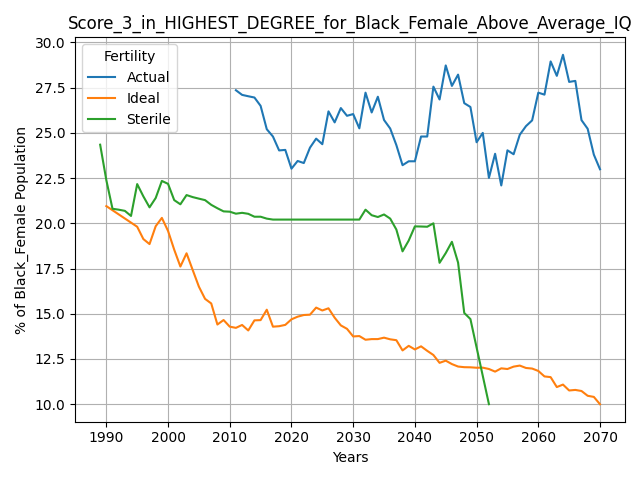 Score_3_in_HIGHEST_DEGREE_for_Black_Female_Above_Average_IQ
Fertility
Actual
Ideal
Sterile
% of Black_Female Population
30.0
27.5
25.0
22.5
20.0
17.5
15.0
12.5
10.0
1990 2000 2010 2020 2030 2040 2050 2060 2070
Years